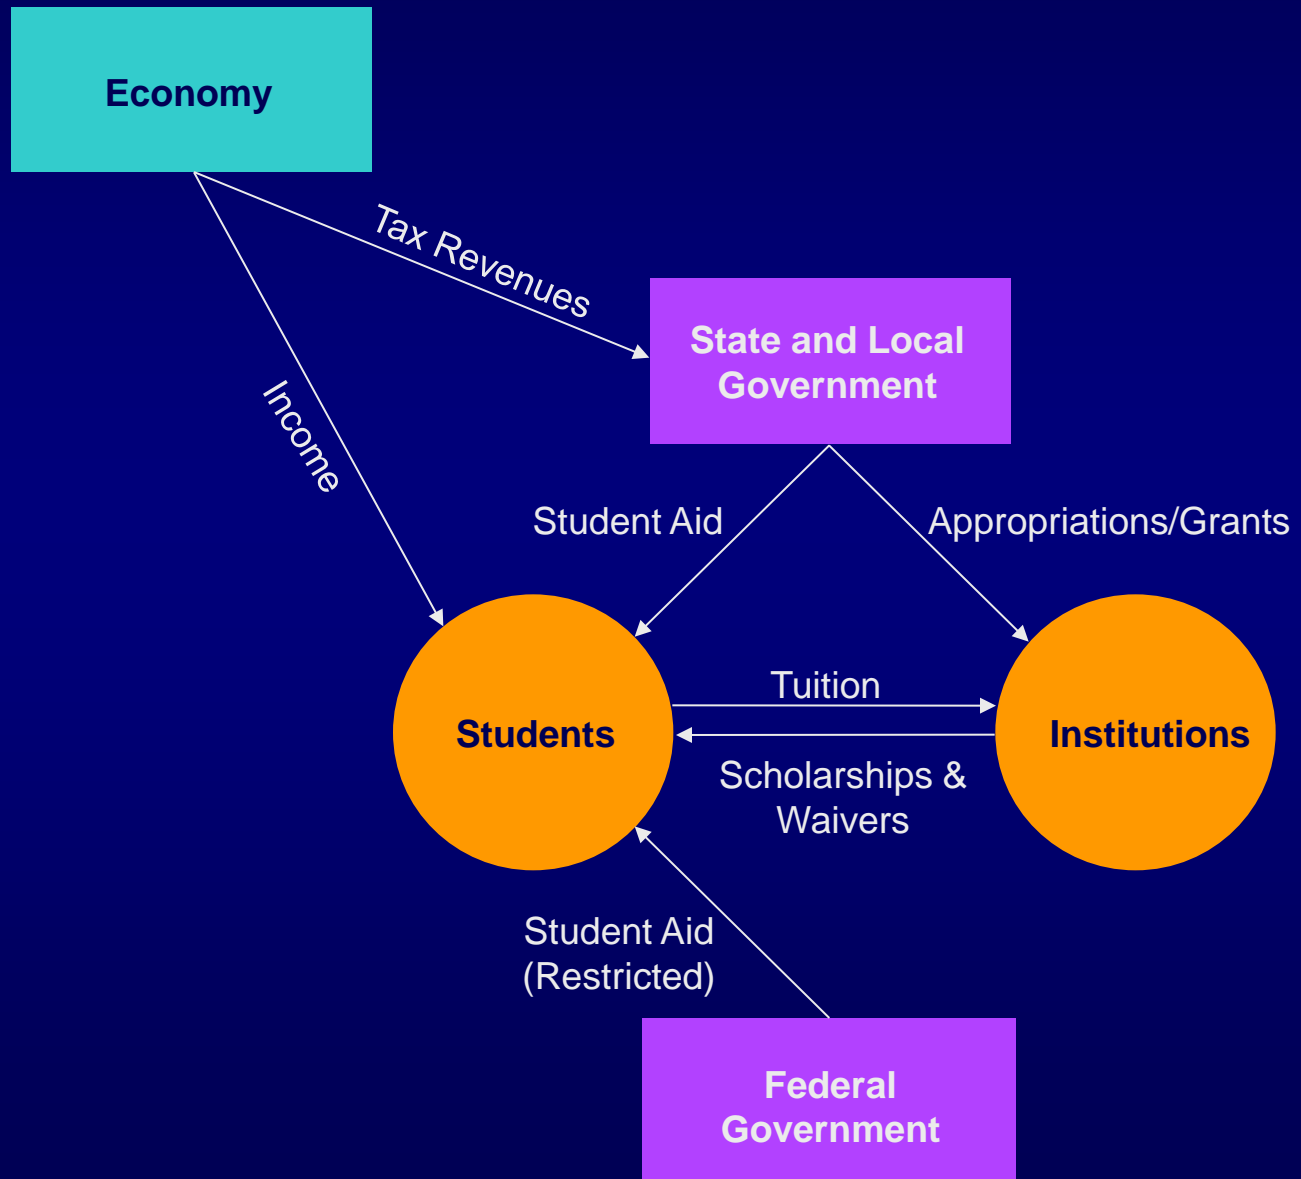 Economy
Tax Revenues
State and Local
Government
Income
Student Aid
Appropriations/Grants
Tuition
Students
Institutions
Scholarships &
Waivers
Student Aid
(Restricted)
Federal
Government